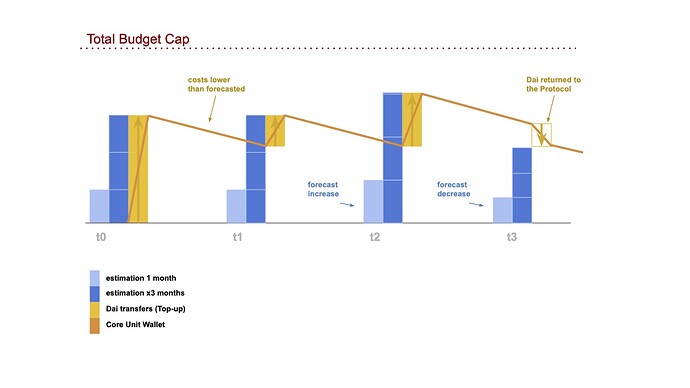 Total Budget Cap
costs lower
than forecasted
Dai returned to
the Protocol
forecast
increase
forecast
decrease
t0
t1
t2
t3
estimation 1 month
estimation x3 months
Dai transfers (Top-up)
Core Unit Wallet